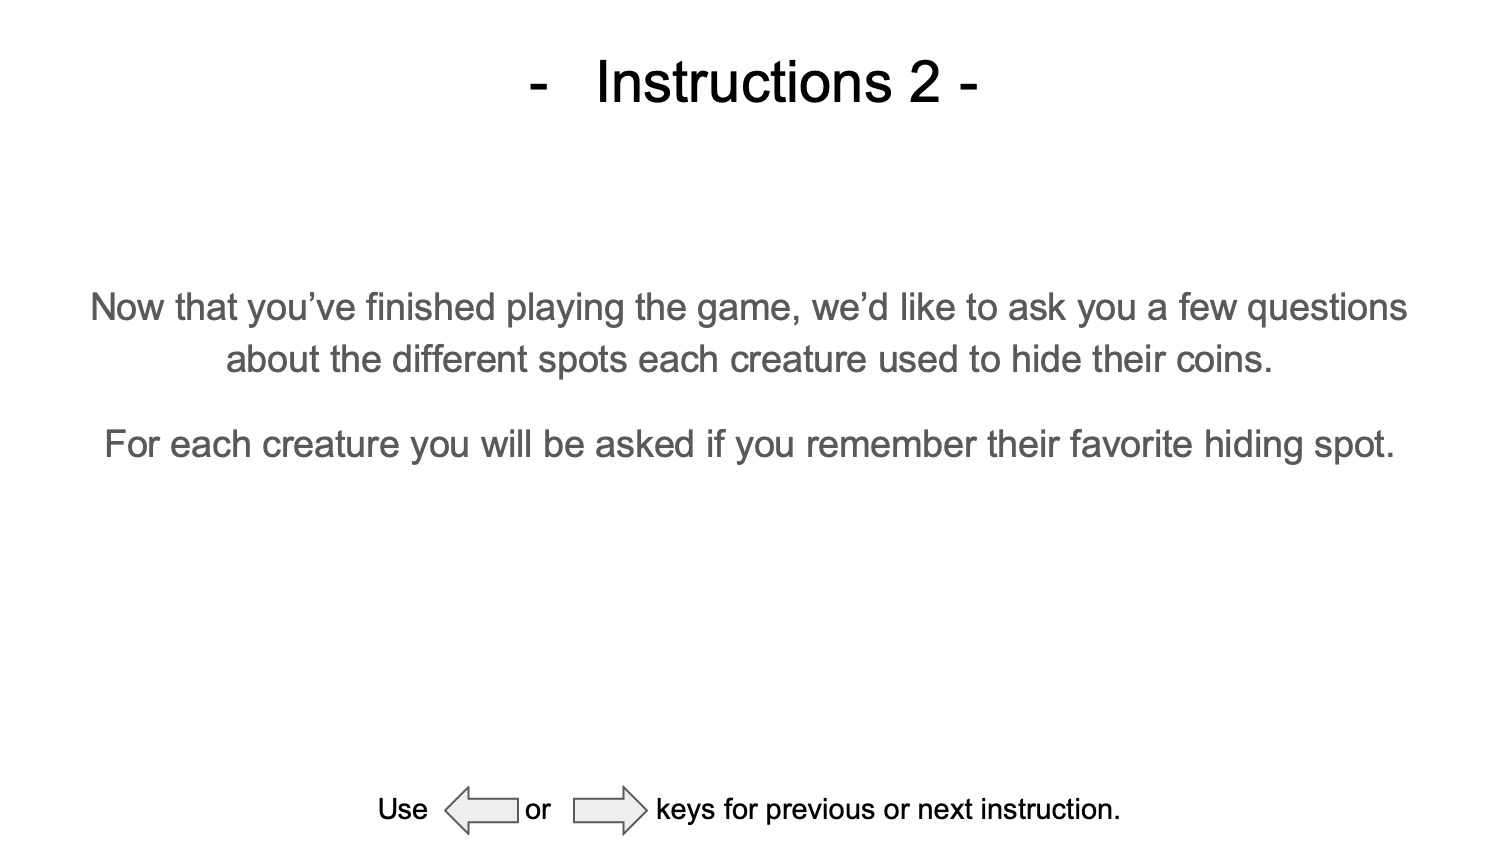 - Instructions 2 -
Now that you’ve finished playing the game, we’d like to ask you a few questions
about the different spots each creature used to hide their coins.
For each creature you will be asked if you remember their favorite hiding spot.
Use or keys for previous or next instruction.